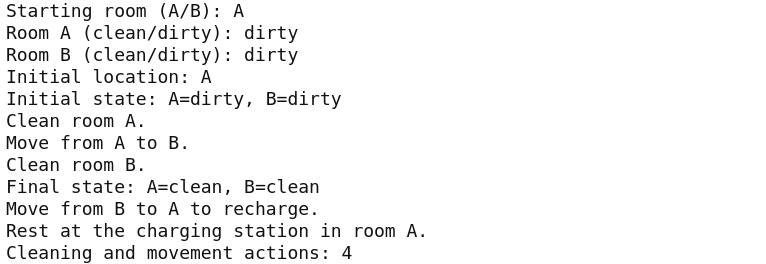 Starting room (A/B): A
Room A (clean/dirty): dirty
Room B (clean/dirty): dirty
Initial location: A
Initial state: A=dirty, B=dirty
Clean room A.
Move from A to B.
Clean room B.
Final state: A=clean, B=clean
Move from B to A to recharge.
Rest at the charging station in room A.
Cleaning and movement actions: 4